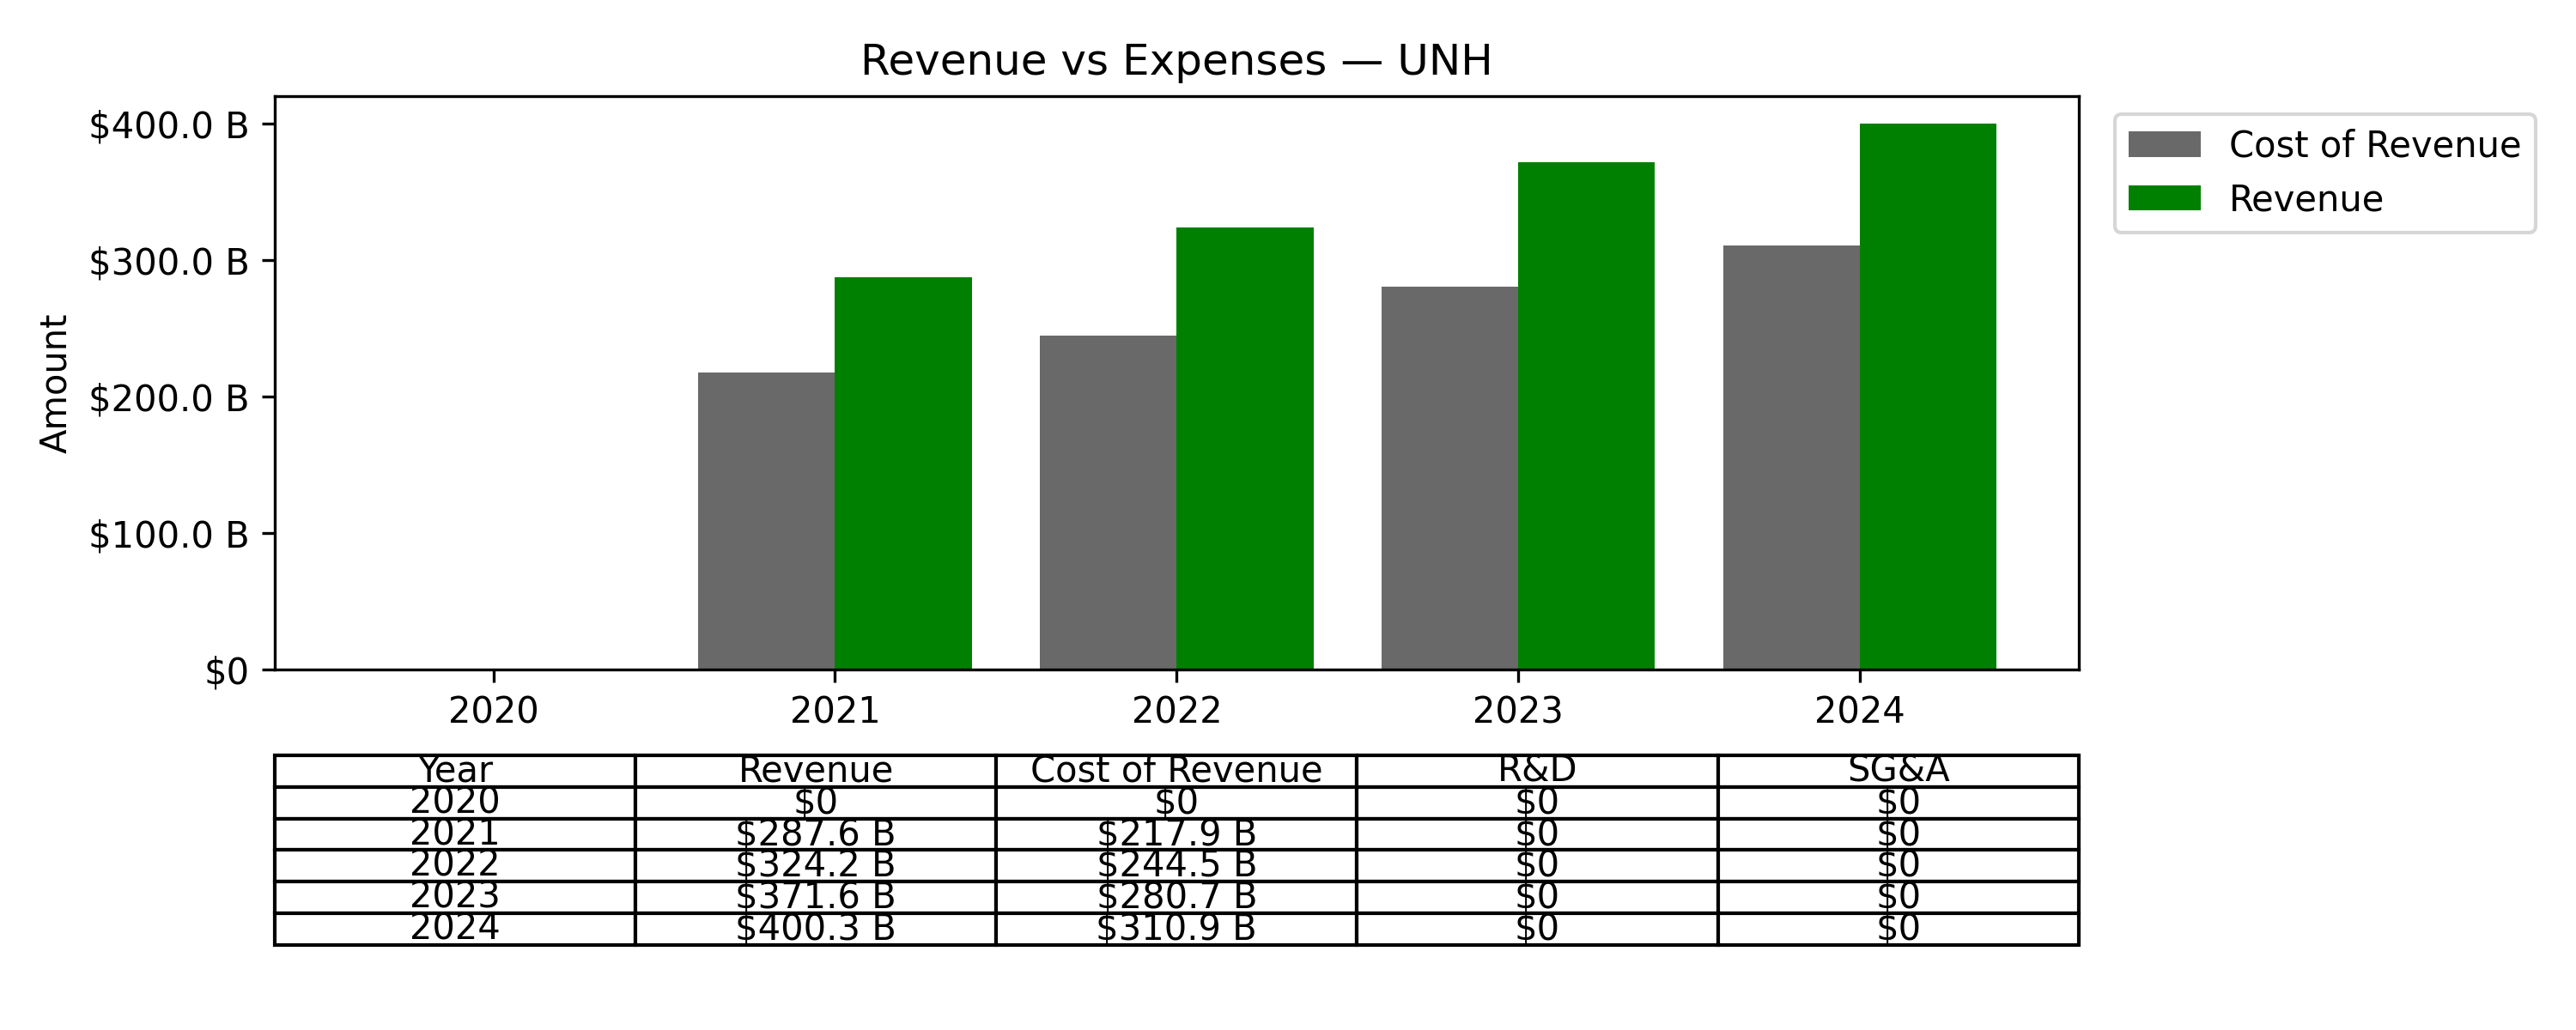 Revenue vs Expenses — UNH
$400.0 B
$300.0 B
$200.0 B
$100.0 B
$0
Amount
2020 2021 2022 2023 2024
Cost of Revenue
Revenue
Year Revenue Cost of Revenue R&D SG&A
2020 $0 $0 $0 $0
2021 $287.6 B $217.9 B $0 $0
2022 $324.2 B $244.5 B $0 $0
2023 $371.6 B $280.7 B $0 $0
2024 $400.3 B $310.9 B $0 $0